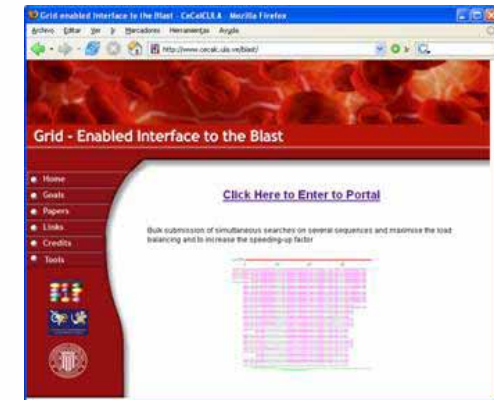 Grid enabled Interface to the Blast - CeCalCULA - Mozilla Firefox
Archivo Editar Ver Ir Marcadores Herramientas Ayuda
http://www.cecalc.ula.ve/blast/
Grid - Enabled Interface to the Blast
Home
Goals
Papers
Links
Credits
Tools
Click Here to Enter to Portal
Bulk submission of simultaneous searches on several sequences and maximise the load
balancing and to increase the speeding-up factor